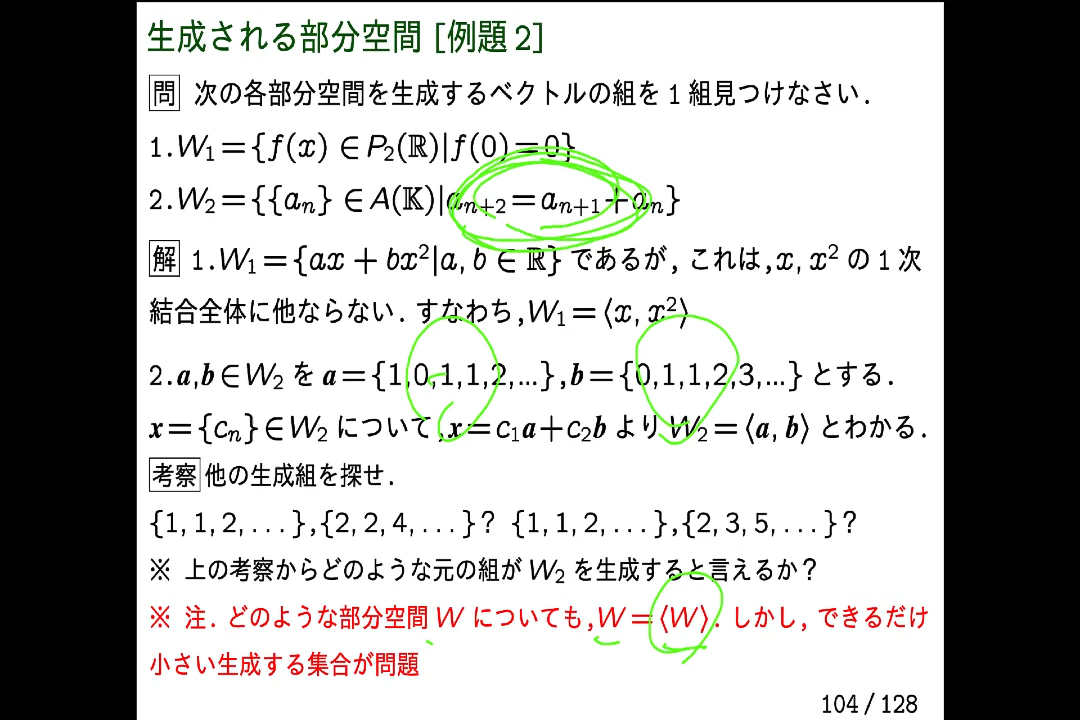 生成される部分空間 [例題 2]
問 次の各部分空間を生成するベクトルの組を 1 組見つけなさい.
1.W₁={f(x) ∈P₂(ℝ)|f(0)=0}
2.W₂={{aₙ} ∈A(𝕂)|aₙ₊₂=aₙ₊₁+aₙ}
解 1.W₁={ax + bx²|a, b ∈ ℝ} であるが, これは,x, x² の 1 次
結合全体に他ならない. すなわち,W₁=⟨x, x²⟩
2.a,b∈W₂ を a={1,0,1,1,2,...},b={0,1,1,2,3,...} とする.
x={cₙ}∈W₂ について,x=c₁a+c₂b より W₂=⟨a, b⟩ とわかる.
考察 他の生成組を探せ.
{1, 1, 2, . . . },{2, 2, 4, . . . }? {1, 1, 2, . . . },{2, 3, 5, . . . }?
※ 上の考察からどのような元の組が W₂ を生成すると言えるか?
※ 注. どのような部分空間 W についても,W=⟨W⟩. しかし, できるだけ
小さい生成する集合が問題
104 / 128